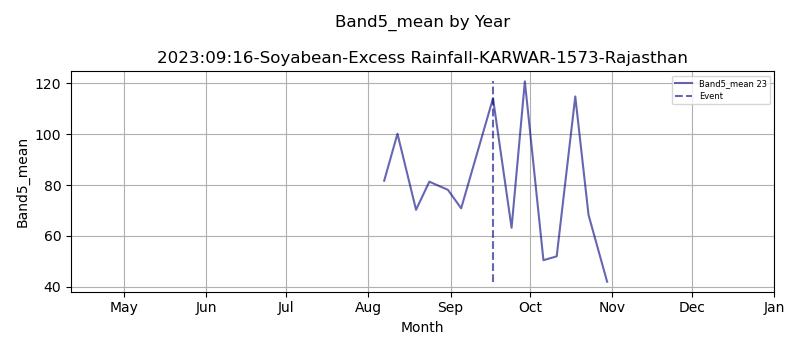 Band5_mean by Year
2023:09:16-Soyabean-Excess Rainfall-KARWAR-1573-Rajasthan
120
100
80
60
40
Band5_mean
Band5_mean 23
Event
May Jun Jul Aug Sep Oct Nov Dec Jan
Month